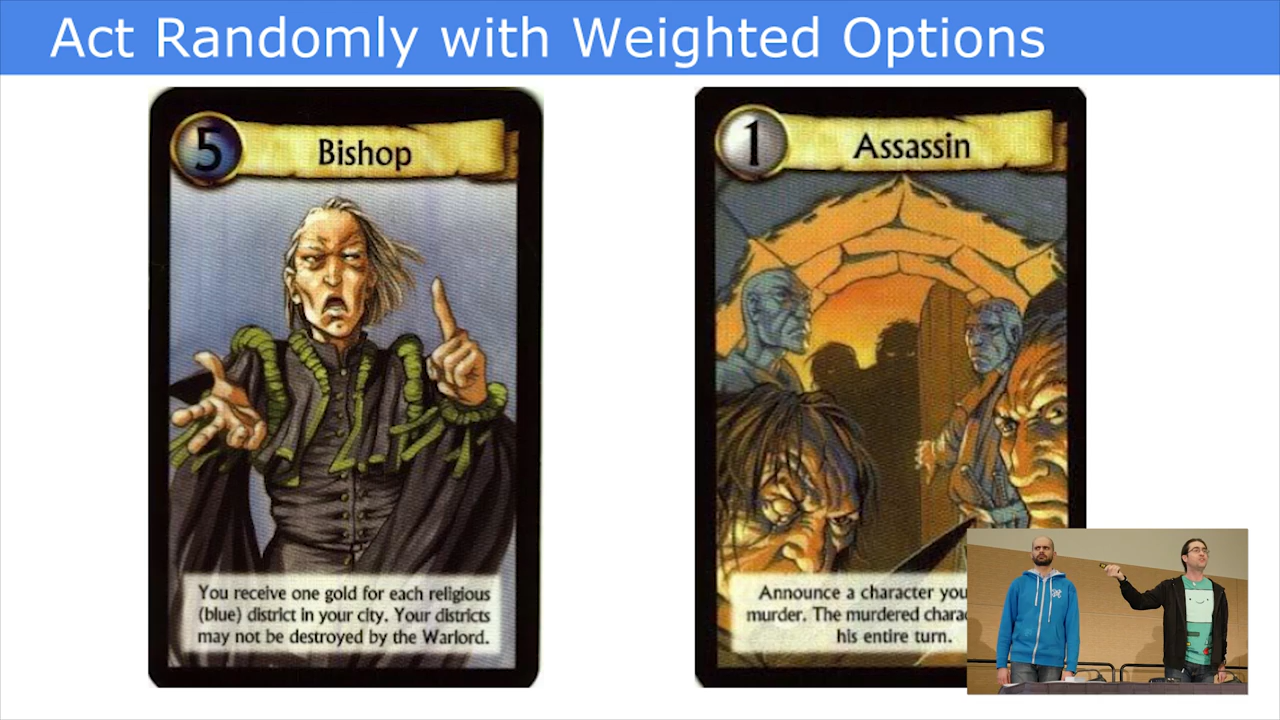 Act Randomly with Weighted Options
5
Bishop
You receive one gold for each religious
(blue) district in your city. Your districts
may not be destroyed by the Warlord.
1
Assassin
Announce a character you
murder. The murdered
his entire turn.